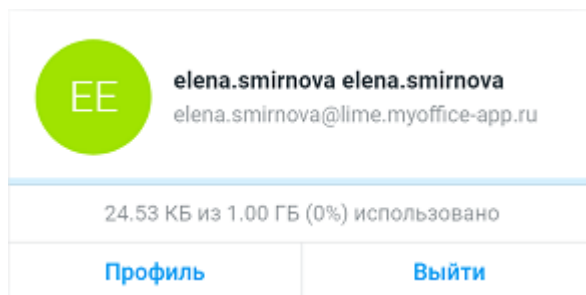 EE
elena.smirnova elena.smirnova
elena.smirnova@lime.myoffice-app.ru
24.53 КБ из 1.00 ГБ (0%) использовано
Профиль
Выйти